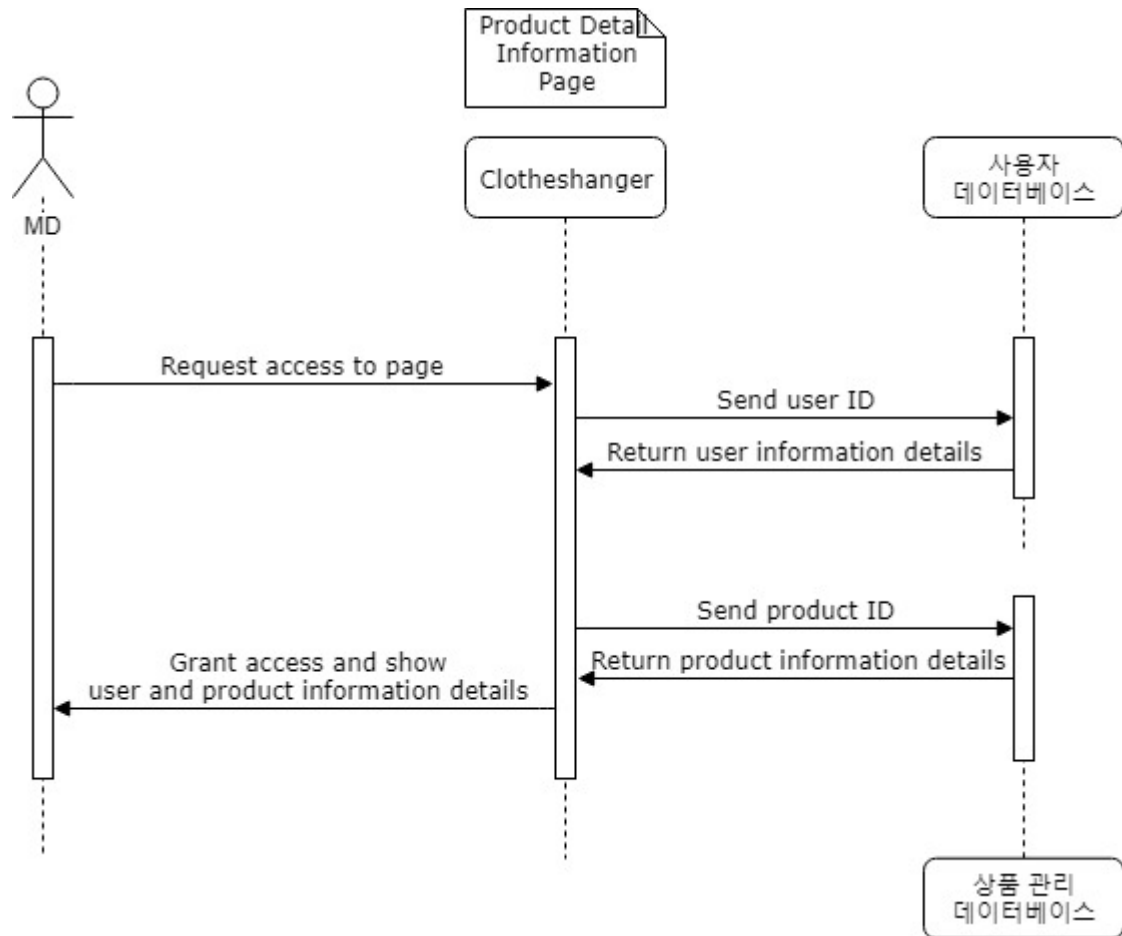 Product Detail
Information
Page
MD
Clotheshanger
사용자
데이터베이스
Request access to page
Send user ID
Return user information details
Send product ID
Return product information details
Grant access and show
user and product information details
상품 관리
데이터베이스